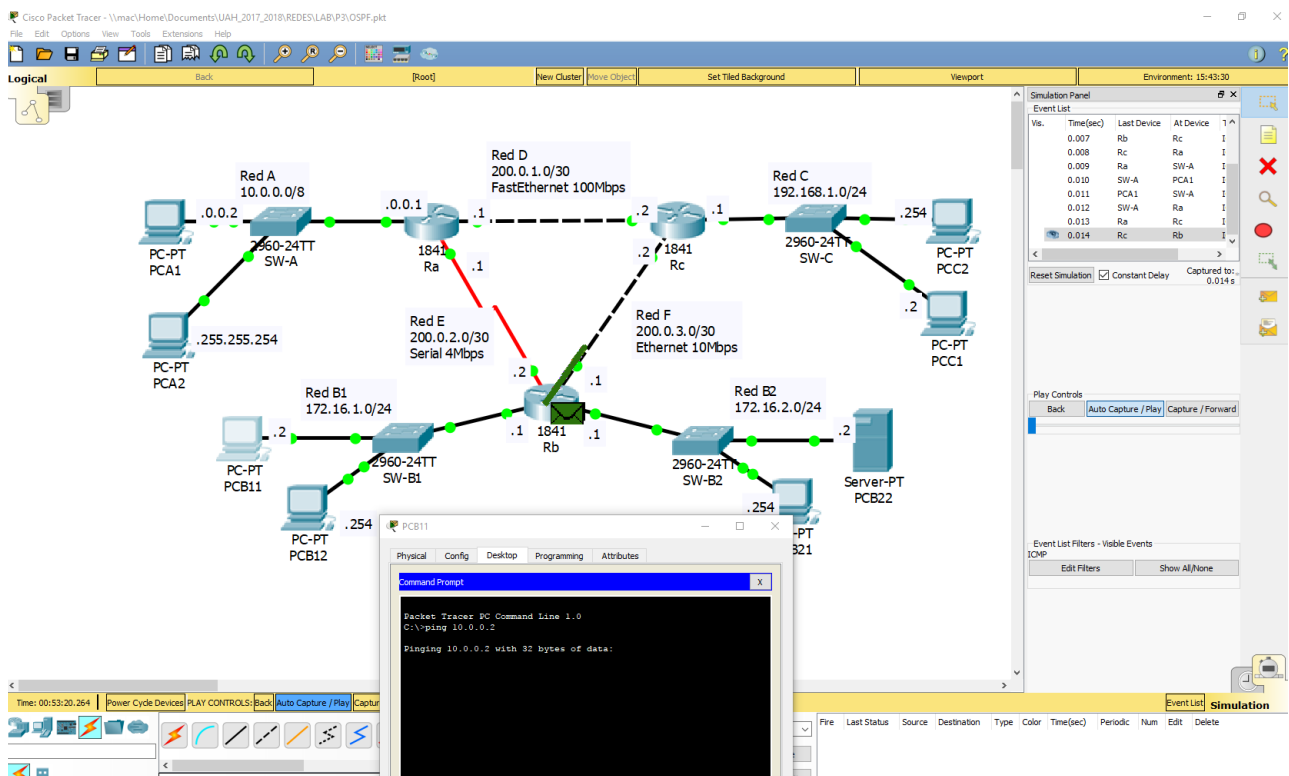 Cisco Packet Tracer - \\mac\Home\Documents\UAH_2017_2018\REDES\LAB\P3\OSPF.pkt
File Edit Options View Tools Extensions Help
Logical Back [Root] New Cluster Move Object Set Tiled Background Viewport Environment: 15:43:30
Red A
10.0.0.0/8
Red D
200.0.1.0/30
FastEthernet 100Mbps
Red C
192.168.1.0/24
.0.0.2
.0.0.1
.1
.2
.1
.254
PC-PT
PCA1
2960-24TT
SW-A
1841
Ra
.1
.2
1841
Rc
2960-24TT
SW-C
PC-PT
PCC2
.255.255.254
PC-PT
PCA2
Red E
200.0.2.0/30
Serial 4Mbps
Red F
200.0.3.0/30
Ethernet 10Mbps
.2
PC-PT
PCC1
.2
.1
Red B1
172.16.1.0/24
Red B2
172.16.2.0/24
.2
.1
1841
Rb
.1
.2
PC-PT
PCB11
2960-24TT
SW-B1
2960-24TT
SW-B2
Server-PT
PCB22
.254
PC-PT
PCB12
.254
-PT
321
Simulation Panel
Event List
Vis. Time(sec) Last Device At Device
0.007 Rb Rc
0.008 Rc Ra
0.009 Ra SW-A
0.010 SW-A PCA1
0.011 PCA1 SW-A
0.012 SW-A Ra
0.013 Ra Rc
0.014 Rc Rb
Reset Simulation Constant Delay Captured to:
0.014 s
Play Controls
Back Auto Capture / Play Capture / Forward
Event List Filters - Visible Events
ICMP
Edit Filters Show All/None
PCB11
Physical Config Desktop Programming Attributes
Command Prompt X
Packet Tracer PC Command Line 1.0
C:\>ping 10.0.0.2
Pinging 10.0.0.2 with 32 bytes of data:
Time: 00:53:20.264 Power Cycle Devices PLAY CONTROLS: Back Auto Capture / Play Captur
Event List Simulation
Fire Last Status Source Destination Type Color Time(sec) Periodic Num Edit Delete